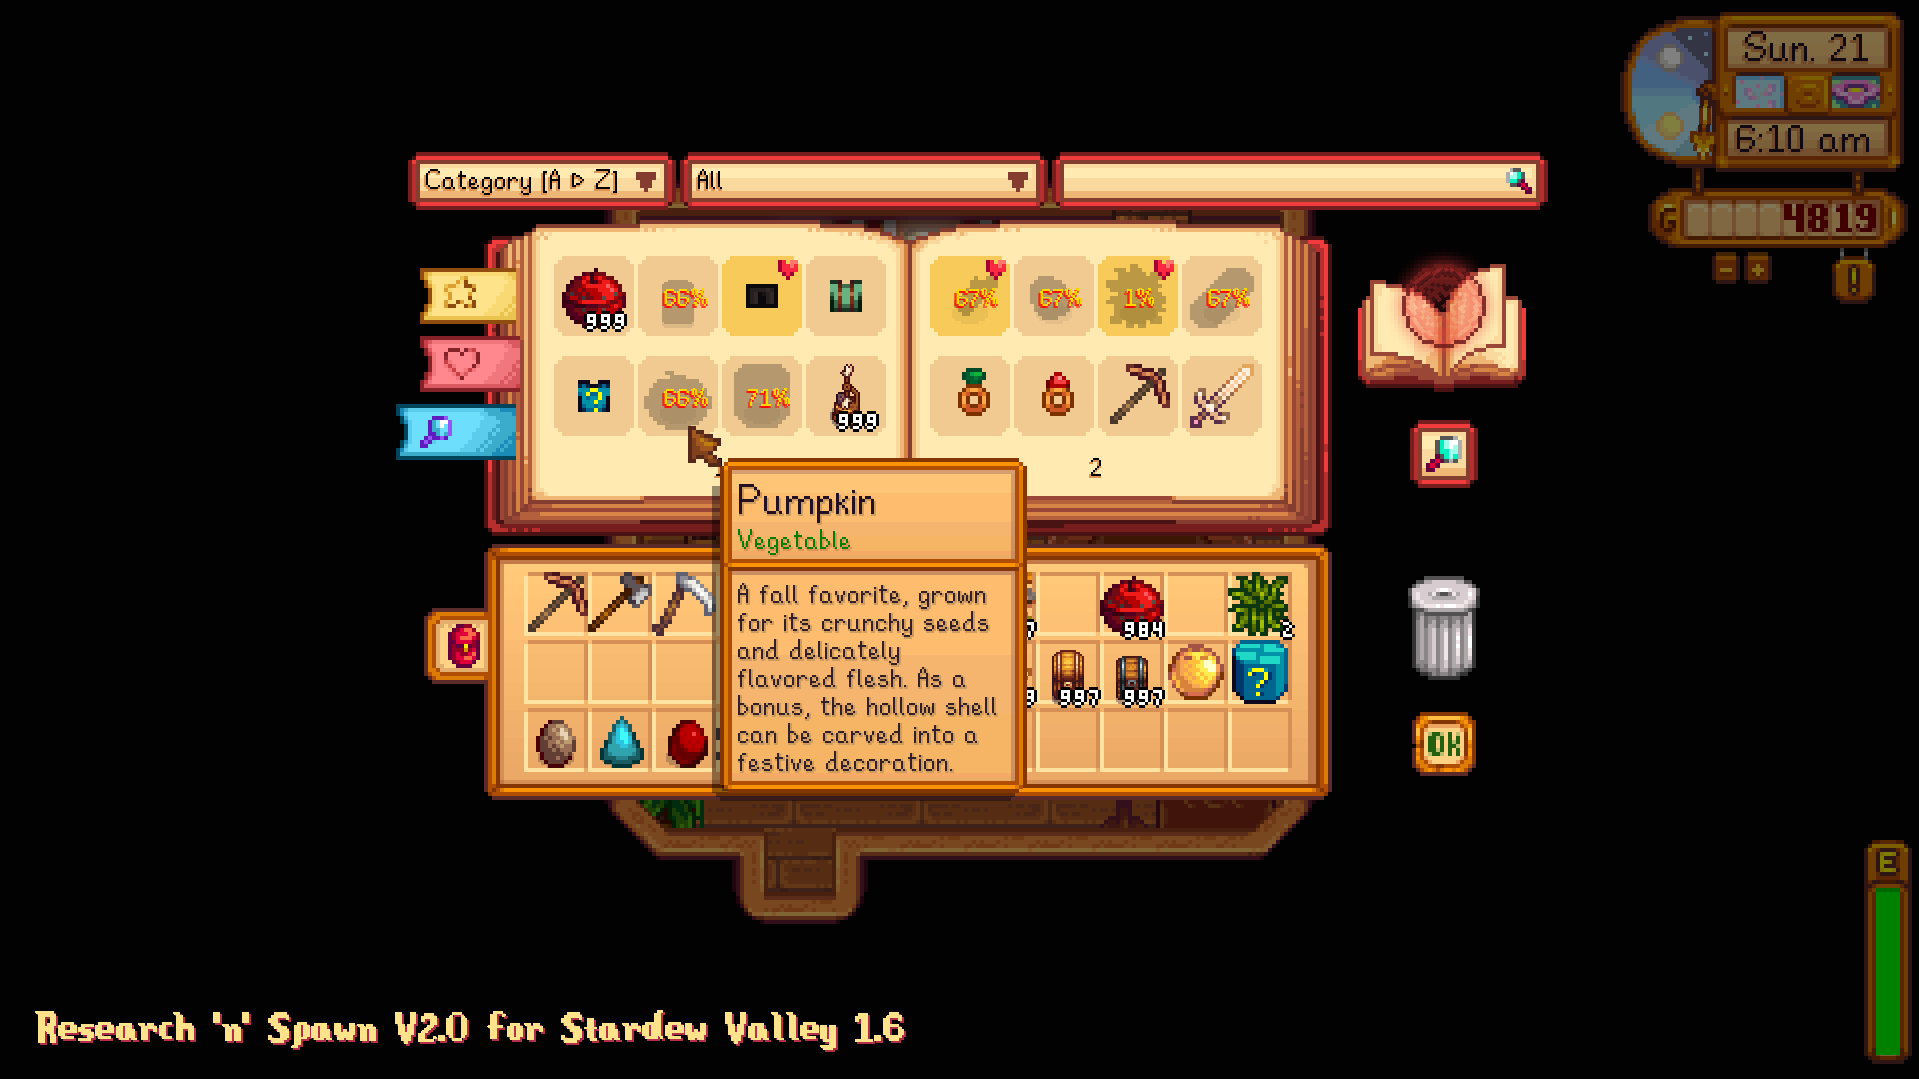 Sun. 21
6:10 am
G 4819
Category [A ▷ Z]
All
999
66%
67%
67%
1%
67%
66%
71%
999
2
Pumpkin
Vegetable
A fall favorite, grown
for its crunchy seeds
and delicately
flavored flesh. As a
bonus, the hollow shell
can be carved into a
festive decoration.
984
2
?
997
997
?
OK
E
Research 'n' Spawn V2.0 for Stardew Valley 1.6